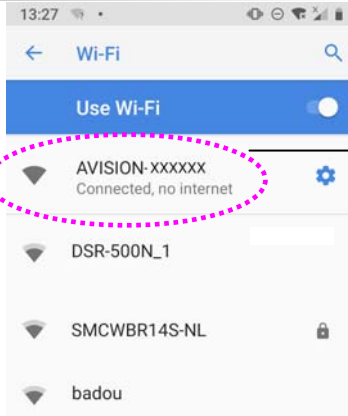 13:27
Wi-Fi
Use Wi-Fi
AVISION-XXXXXX
Connected, no internet
DSR-500N_1
SMCWBR14S-NL
badou